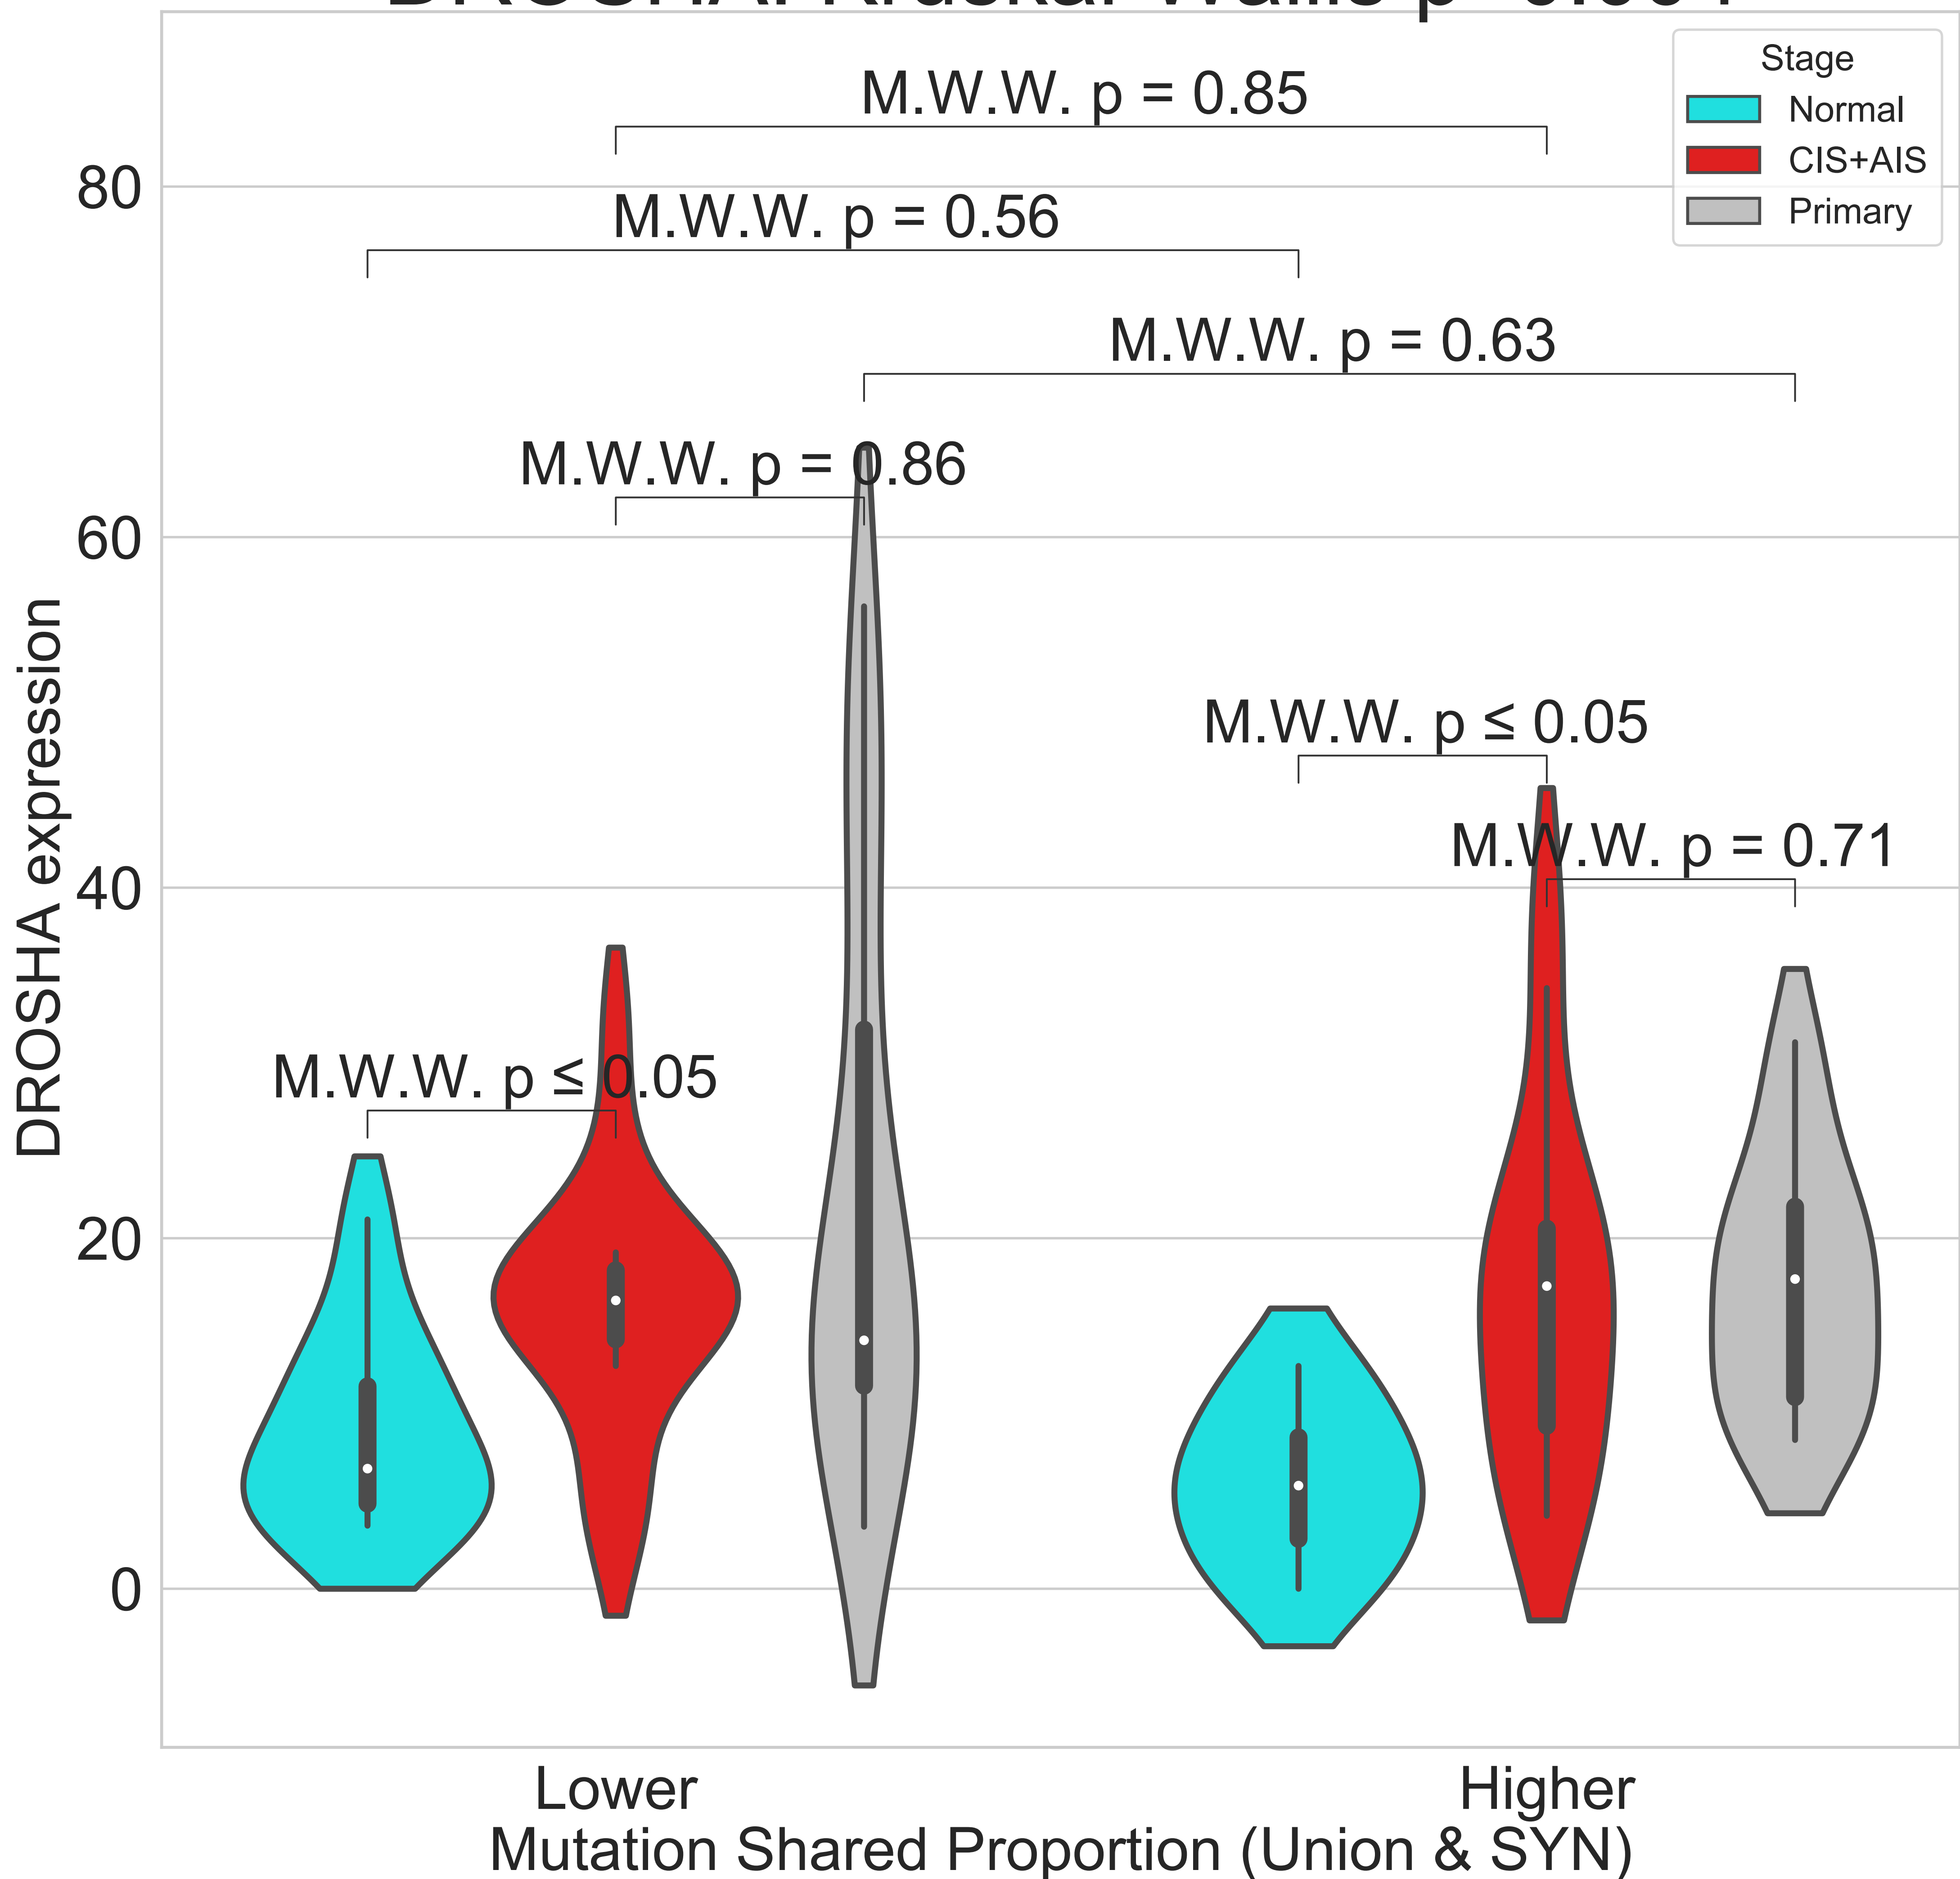 Stage
Normal
CIS+AIS
Primary
M.W.W. p = 0.85
M.W.W. p = 0.56
M.W.W. p = 0.63
M.W.W. p = 0.86
M.W.W. p ≤ 0.05
M.W.W. p = 0.71
M.W.W. p ≤ 0.05
80
60
40
20
0
DROSHA expression
Lower
Higher
Mutation Shared Proportion (Union & SYN)